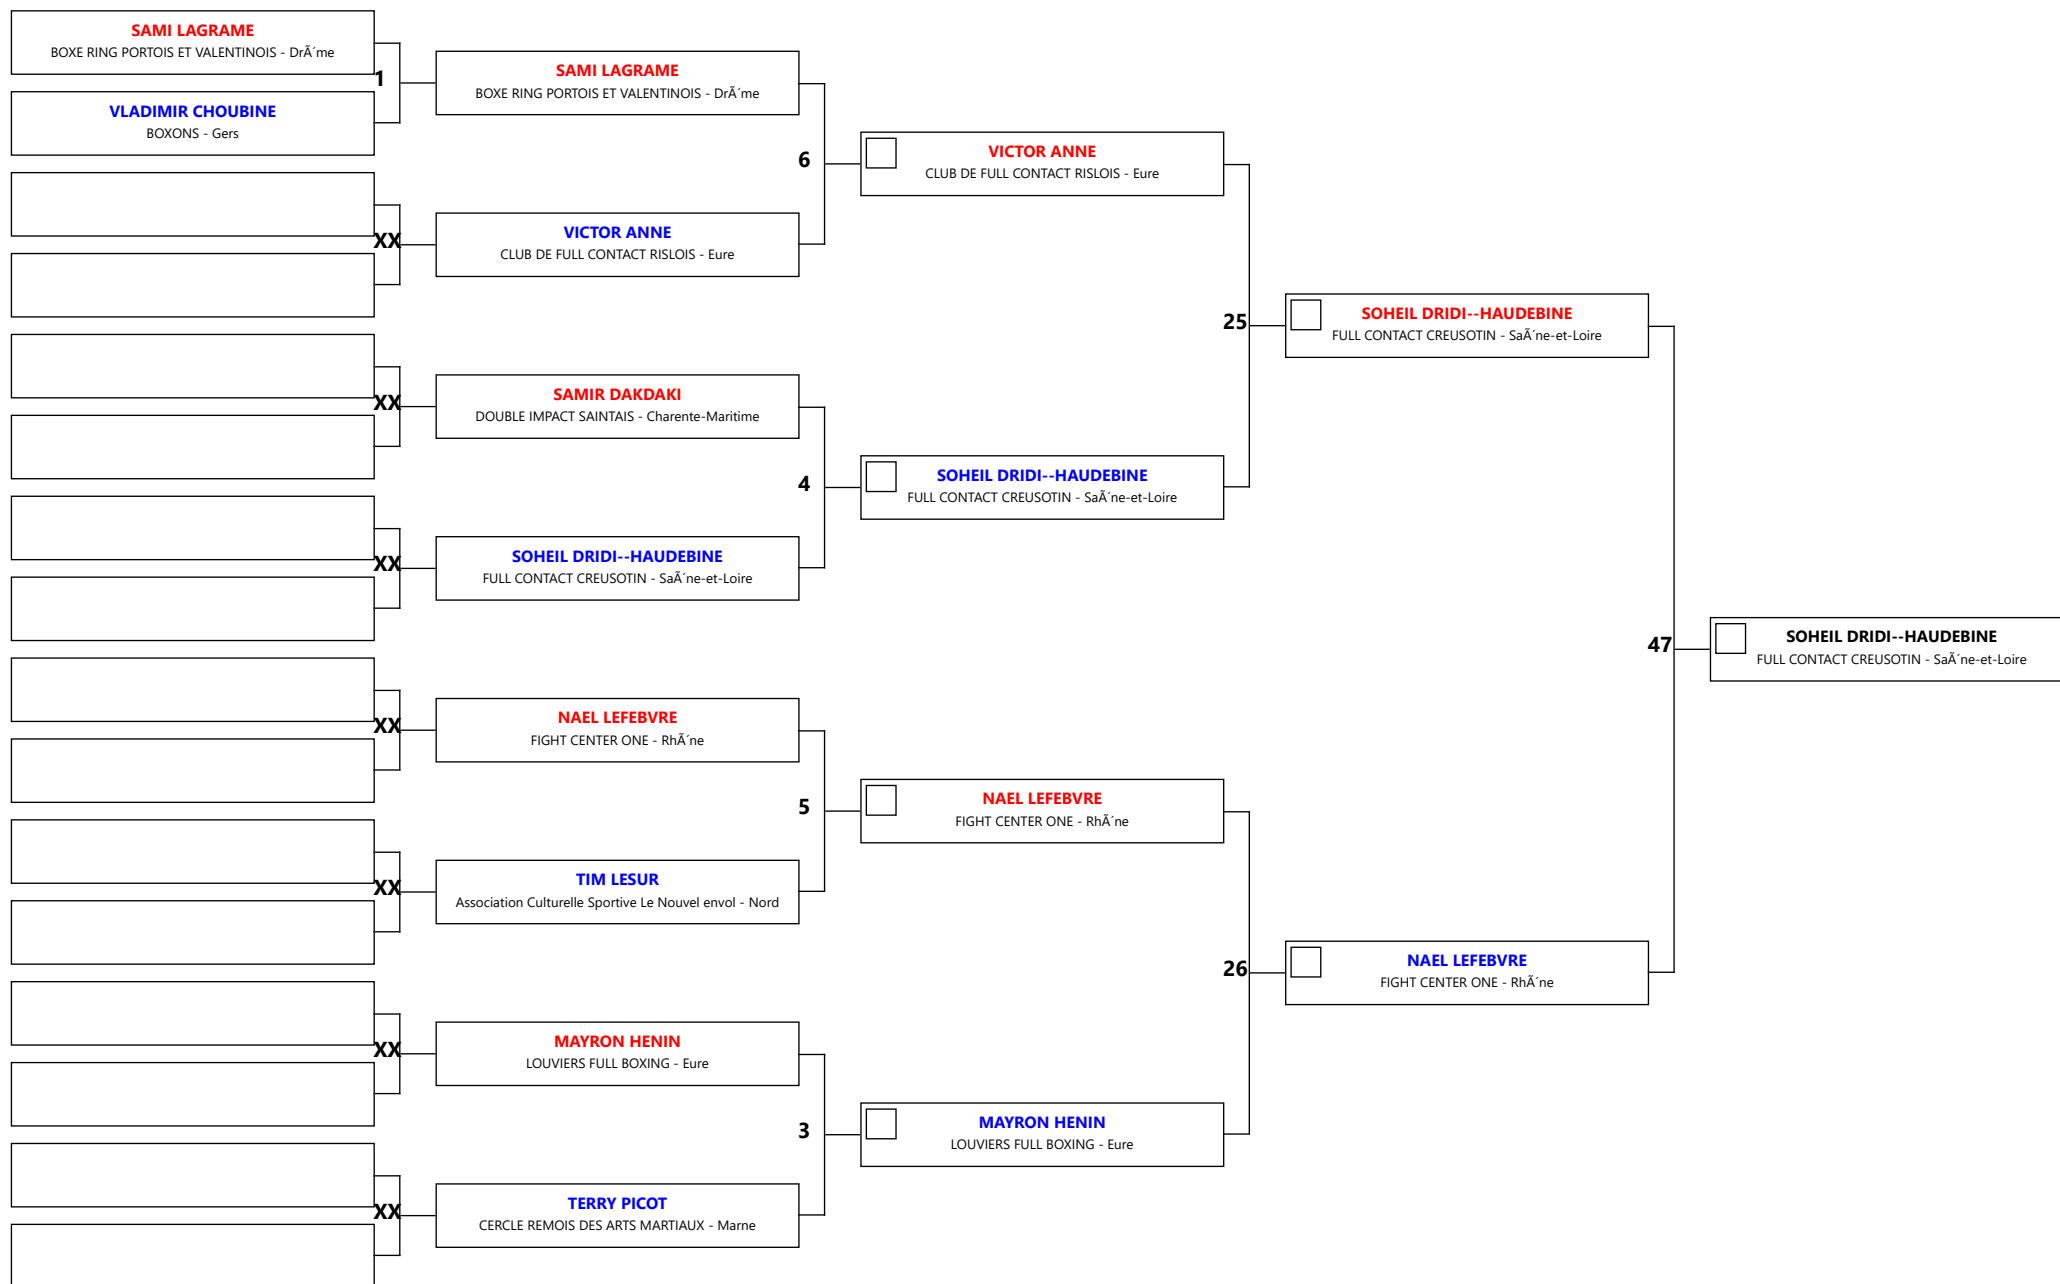 SAMI LAGRAME
BOXE RING PORTOIS ET VALENTINOIS - DrÃ´me
1
VLADIMIR CHOUBINE
BOXONS - Gers
XX
XX
XX
XX
XX
XX
XX
SAMI LAGRAME
BOXE RING PORTOIS ET VALENTINOIS - DrÃ´me
6
VICTOR ANNE
CLUB DE FULL CONTACT RISLOIS - Eure
SAMIR DAKDAKI
DOUBLE IMPACT SAINTAIS - Charente-Maritime
4
SOHEIL DRIDI--HAUDEBINE
FULL CONTACT CREUSOTIN - SaÃ´ne-et-Loire
NAEL LEFEBVRE
FIGHT CENTER ONE - RhÃ´ne
5
TIM LESUR
Association Culturelle Sportive Le Nouvel envol - Nord
MAYRON HENIN
LOUVIERS FULL BOXING - Eure
3
TERRY PICOT
CERCLE REMOIS DES ARTS MARTIAUX - Marne
VICTOR ANNE
CLUB DE FULL CONTACT RISLOIS - Eure
25
SOHEIL DRIDI--HAUDEBINE
FULL CONTACT CREUSOTIN - SaÃ´ne-et-Loire
NAEL LEFEBVRE
FIGHT CENTER ONE - RhÃ´ne
26
MAYRON HENIN
LOUVIERS FULL BOXING - Eure
SOHEIL DRIDI--HAUDEBINE
FULL CONTACT CREUSOTIN - SaÃ´ne-et-Loire
47
NAEL LEFEBVRE
FIGHT CENTER ONE - RhÃ´ne
SOHEIL DRIDI--HAUDEBINE
FULL CONTACT CREUSOTIN - SaÃ´ne-et-Loire